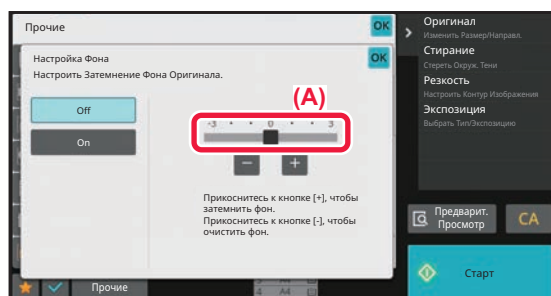 Прочие
OK
Настройка Фона
OK
Настроить Затемнение Фона Оригинала.
Off
On
(A)
-3 • • 0 • • 3
−
+
Прикоснитесь к кнопке [+], чтобы
затемнить фон.
Прикоснитесь к кнопке [-], чтобы
очистить фон.
Оригинал
Изменить Размер/Направл.
Стирание
Стереть Окруж. Тени
Резкость
Настроить Контур Изображения
Экспозиция
Выбрать Тип/Экспозицию
Предварит.
Просмотр
CA
Старт
Прочие
4 A4